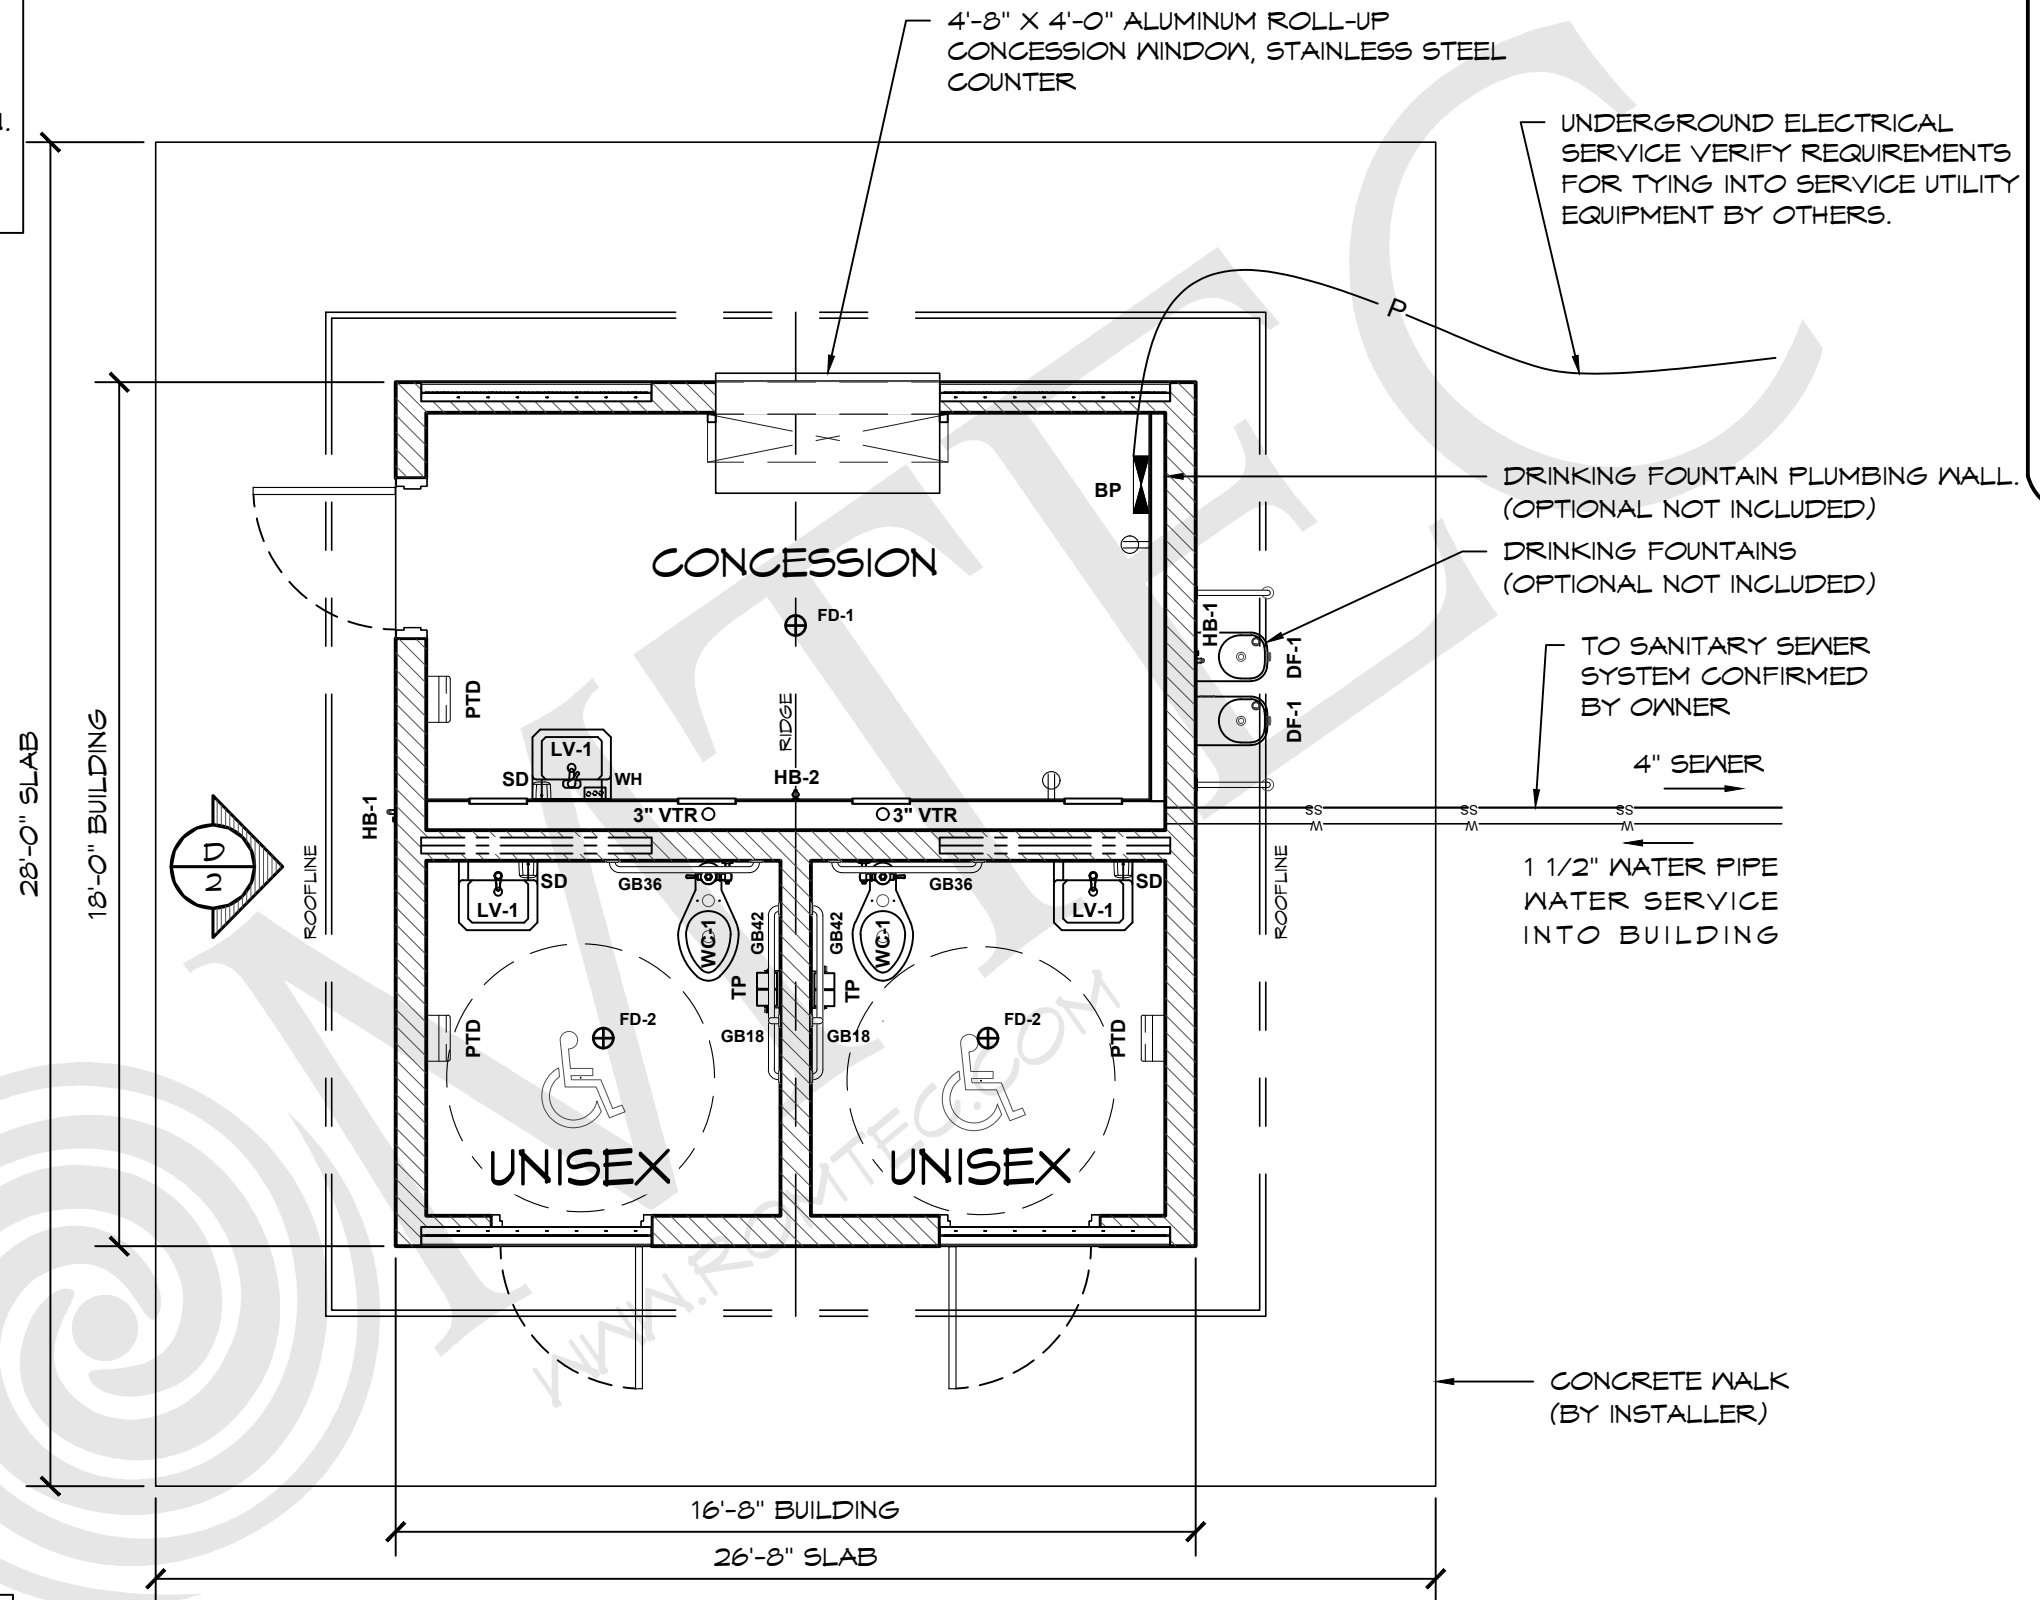 4'-8" X 4'-0" ALUMINUM ROLL-UP
CONCESSION WINDOW, STAINLESS STEEL
COUNTER
UNDERGROUND ELECTRICAL
SERVICE VERIFY REQUIREMENTS
FOR TYING INTO SERVICE UTILITY
EQUIPMENT BY OTHERS.
P
DRINKING FOUNTAIN PLUMBING WALL.
(OPTIONAL NOT INCLUDED)
DRINKING FOUNTAINS
(OPTIONAL NOT INCLUDED)
BP
CONCESSION
FD-1
HB-1
DF-1
DF-1
TO SANITARY SEWER
SYSTEM CONFIRMED
BY OWNER
4" SEWER
PTD
RIDGE
LV-1
SD
WH
HB-2
HB-1
3" VTR
3" VTR
SS
SS
SS
W
W
W
1 1/2" WATER PIPE
WATER SERVICE
INTO BUILDING
28'-0" SLAB
18'-0" BUILDING
D
2
ROOFLINE
ROOFLINE
SD
GB36
GB36
SD
LV-1
LV-1
WC-1
GB42
GB42
WC-1
TP
TP
PTD
FD-2
GB18
GB18
FD-2
PTD
UNISEX
UNISEX
CONCRETE WALK
(BY INSTALLER)
16'-8" BUILDING
26'-8" SLAB
MTEC
WWW.ROMTEC.COM